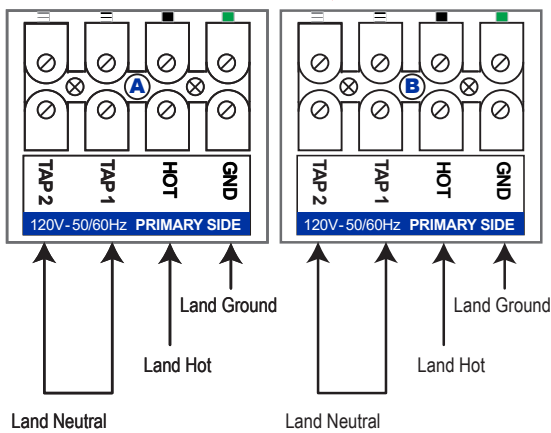 A
B
TAP 2
TAP 1
HOT
GND
TAP 2
TAP 1
HOT
GND
120V-50/60Hz PRIMARY SIDE
120V-50/60Hz PRIMARY SIDE
Land Ground
Land Ground
Land Hot
Land Hot
Land Neutral
Land Neutral